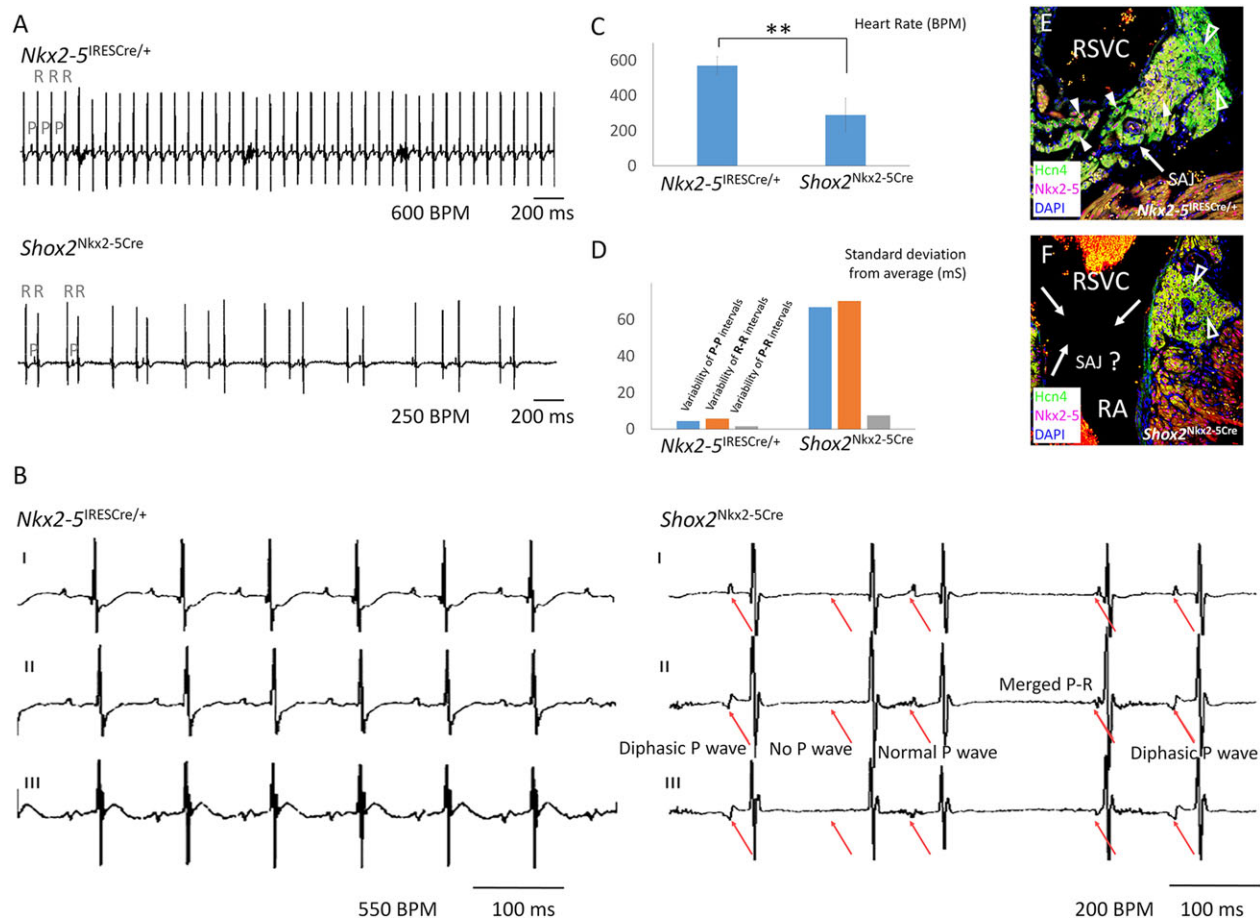 A
Nkx2-5IRESCre/+
R R R
P P P
600 BPM
200 ms
Shox2Nkx2-5Cre
R R
RR
P
P
250 BPM
200 ms
C
Heart Rate (BPM)
**
600
400
200
0
Nkx2-5IRESCre/+
Shox2Nkx2-5Cre
D
Standard deviation
from average (mS)
60
40
20
0
Variability of P-P intervals
Variability of R-R intervals
Variability of P-R intervals
Nkx2-5IRESCre/+
Shox2Nkx2-5Cre
E
RSVC
SAJ
Hcn4
Nkx2-5
DAPI
Nkx2-5IRESCre/+
F
RSVC
SAJ ?
RA
Hcn4
Nkx2-5
DAPI
Shox2Nkx2-5Cre
B
Nkx2-5IRESCre/+
I
II
III
550 BPM
100 ms
Shox2Nkx2-5Cre
I
II
Merged P-R
Diphasic P wave
No P wave
Normal P wave
Diphasic P wave
III
200 BPM
100 ms